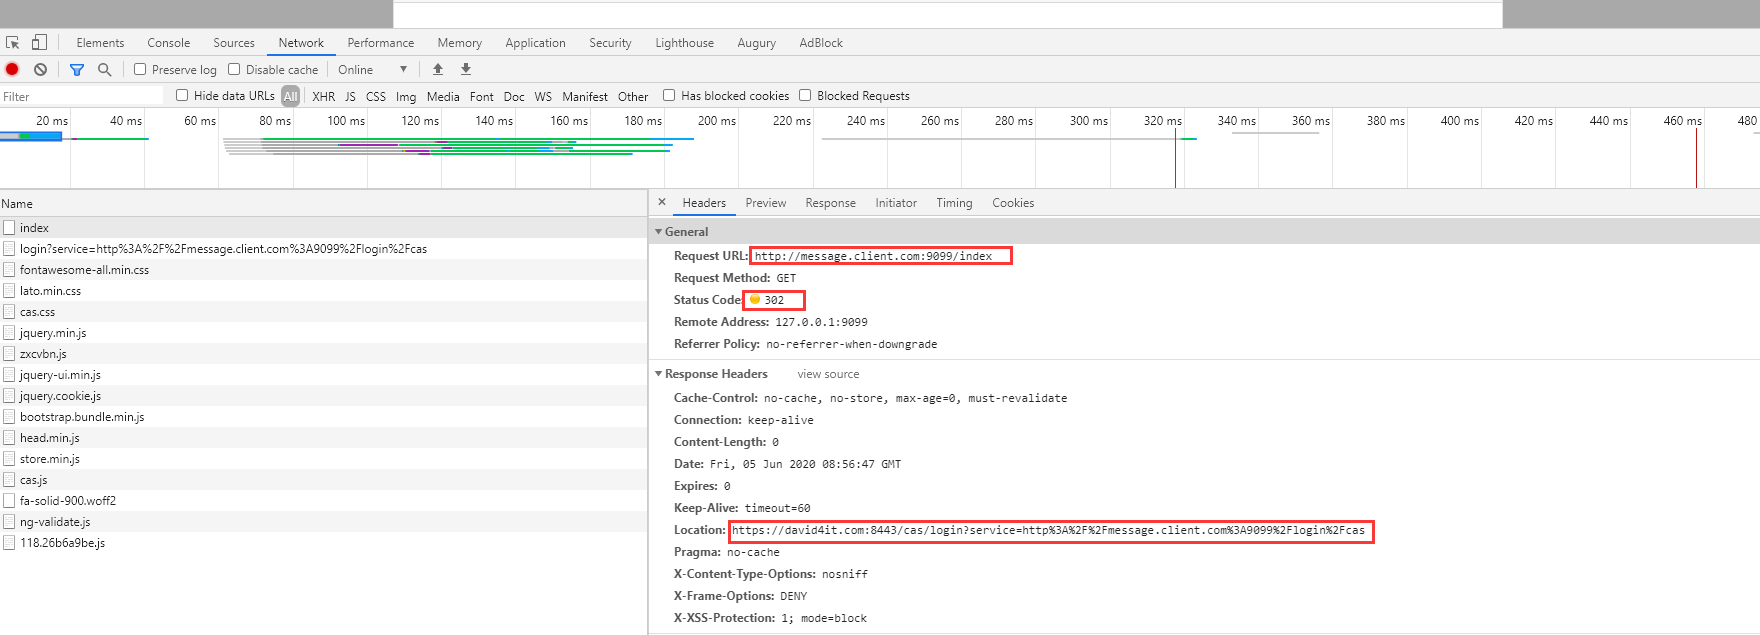 Elements Console Sources Network Performance Memory Application Security Lighthouse Augury AdBlock
Preserve log Disable cache Online
Filter Hide data URLs All XHR JS CSS Img Media Font Doc WS Manifest Other Has blocked cookies Blocked Requests
20 ms 40 ms 60 ms 80 ms 100 ms 120 ms 140 ms 160 ms 180 ms 200 ms 220 ms 240 ms 260 ms 280 ms 300 ms 320 ms 340 ms 360 ms 380 ms 400 ms 420 ms 440 ms 460 ms 480
Name
index
login?service=http%3A%2F%2Fmessage.client.com%3A9099%2Flogin%2Fcas
fontawesome-all.min.css
lato.min.css
cas.css
jquery.min.js
zxcvbn.js
jquery-ui.min.js
jquery.cookie.js
bootstrap.bundle.min.js
head.min.js
store.min.js
cas.js
fa-solid-900.woff2
ng-validate.js
118.26b6a9be.js
× Headers Preview Response Initiator Timing Cookies
General
Request URL: http://message.client.com:9099/index
Request Method: GET
Status Code: 302
Remote Address: 127.0.0.1:9099
Referrer Policy: no-referrer-when-downgrade
Response Headers view source
Cache-Control: no-cache, no-store, max-age=0, must-revalidate
Connection: keep-alive
Content-Length: 0
Date: Fri, 05 Jun 2020 08:56:47 GMT
Expires: 0
Keep-Alive: timeout=60
Location: https://david4it.com:8443/cas/login?service=http%3A%2F%2Fmessage.client.com%3A9099%2Flogin%2Fcas
Pragma: no-cache
X-Content-Type-Options: nosniff
X-Frame-Options: DENY
X-XSS-Protection: 1; mode=block